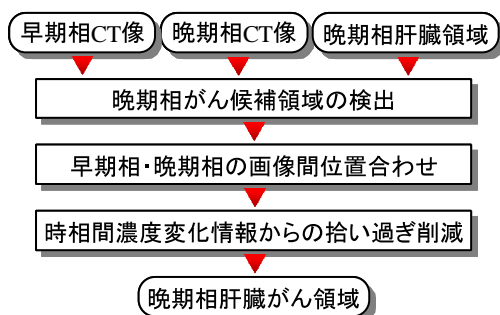 早期相CT像
晩期相CT像
晩期相肝臓領域
晩期相がん候補領域の検出
早期相・晩期相の画像間位置合わせ
時相間濃度変化情報からの拾い過ぎ削減
晩期相肝臓がん領域